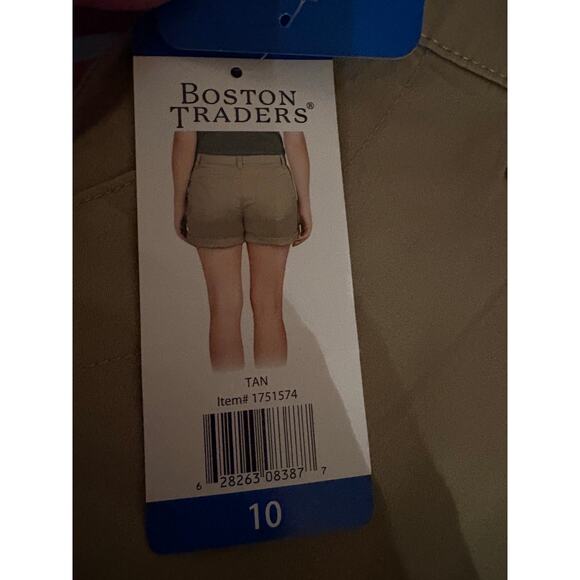 BOSTON
TRADERS®
TAN
Item# 1751574
6 28263 08387 7
10